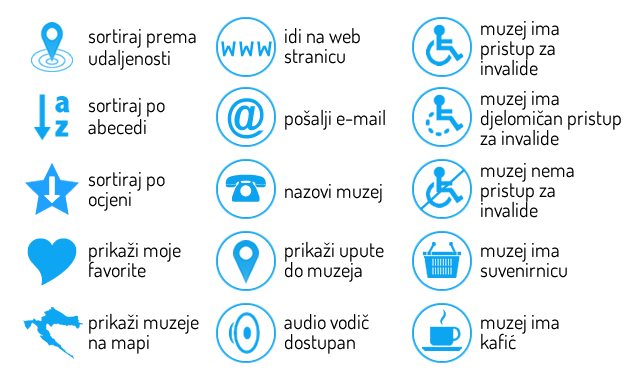 sortiraj prema
udaljenosti
a
z
sortiraj po
abecedi
sortiraj po
ocjeni
prikaži moje
favorite
prikaži muzeje
na mapi
www
idi na web
stranicu
@
pošalji e-mail
nazovi muzej
prikaži upute
do muzeja
audio vodič
dostupan
muzej ima
pristup za
invalide
muzej ima
djelomičan pristup
za invalide
muzej nema
pristup za
invalide
muzej ima
suvenirnicu
muzej ima
kafić